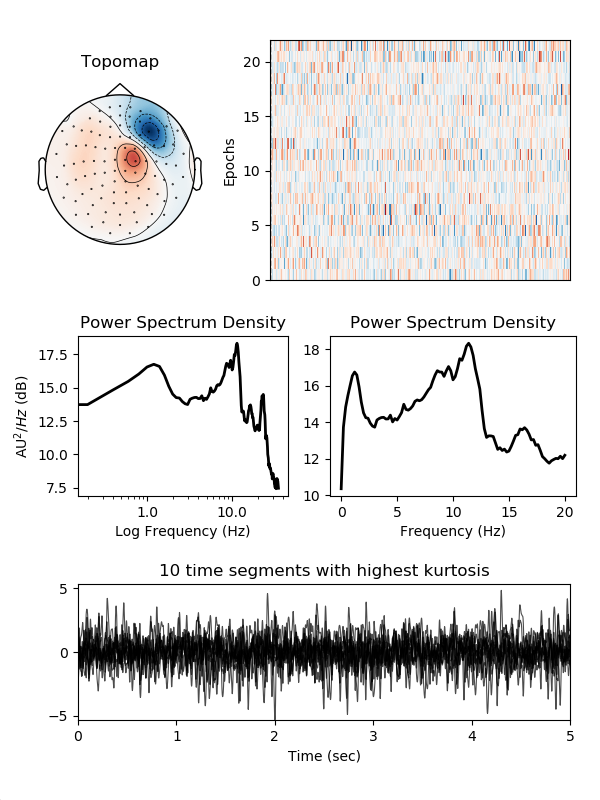 Topomap
Epochs
20
15
10
5
0
Power Spectrum Density
AU²/Hz (dB)
17.5
15.0
12.5
10.0
7.5
1.0 10.0
Log Frequency (Hz)
Power Spectrum Density
18
16
14
12
10
0 5 10 15 20
Frequency (Hz)
10 time segments with highest kurtosis
5
0
−5
0 1 2 3 4 5
Time (sec)